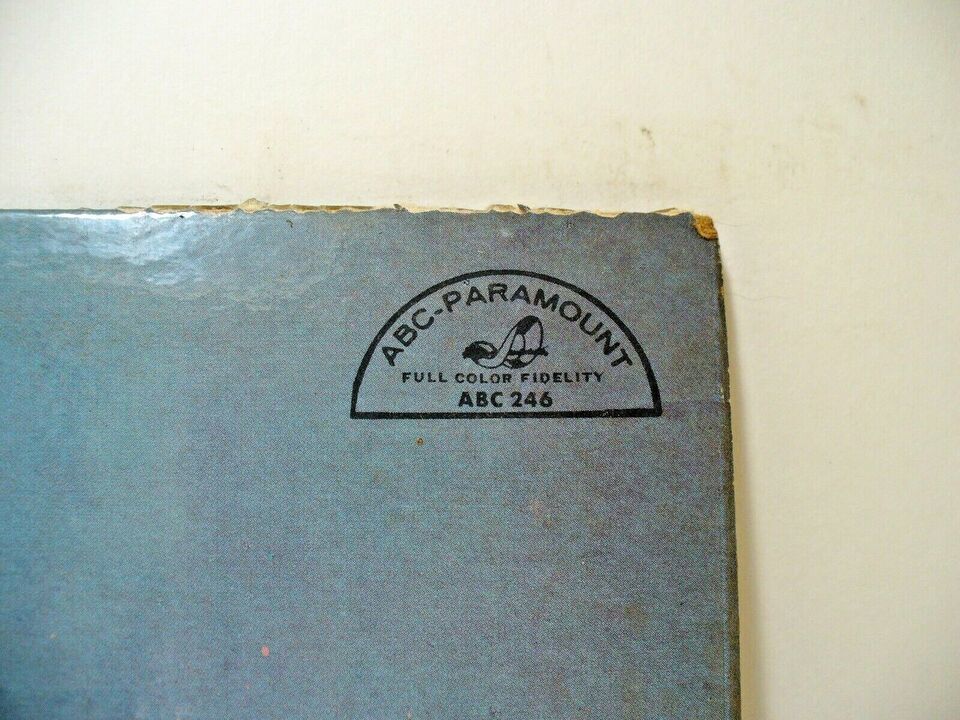 ABC-PARAMOUNT
FULL COLOR FIDELITY
ABC 246